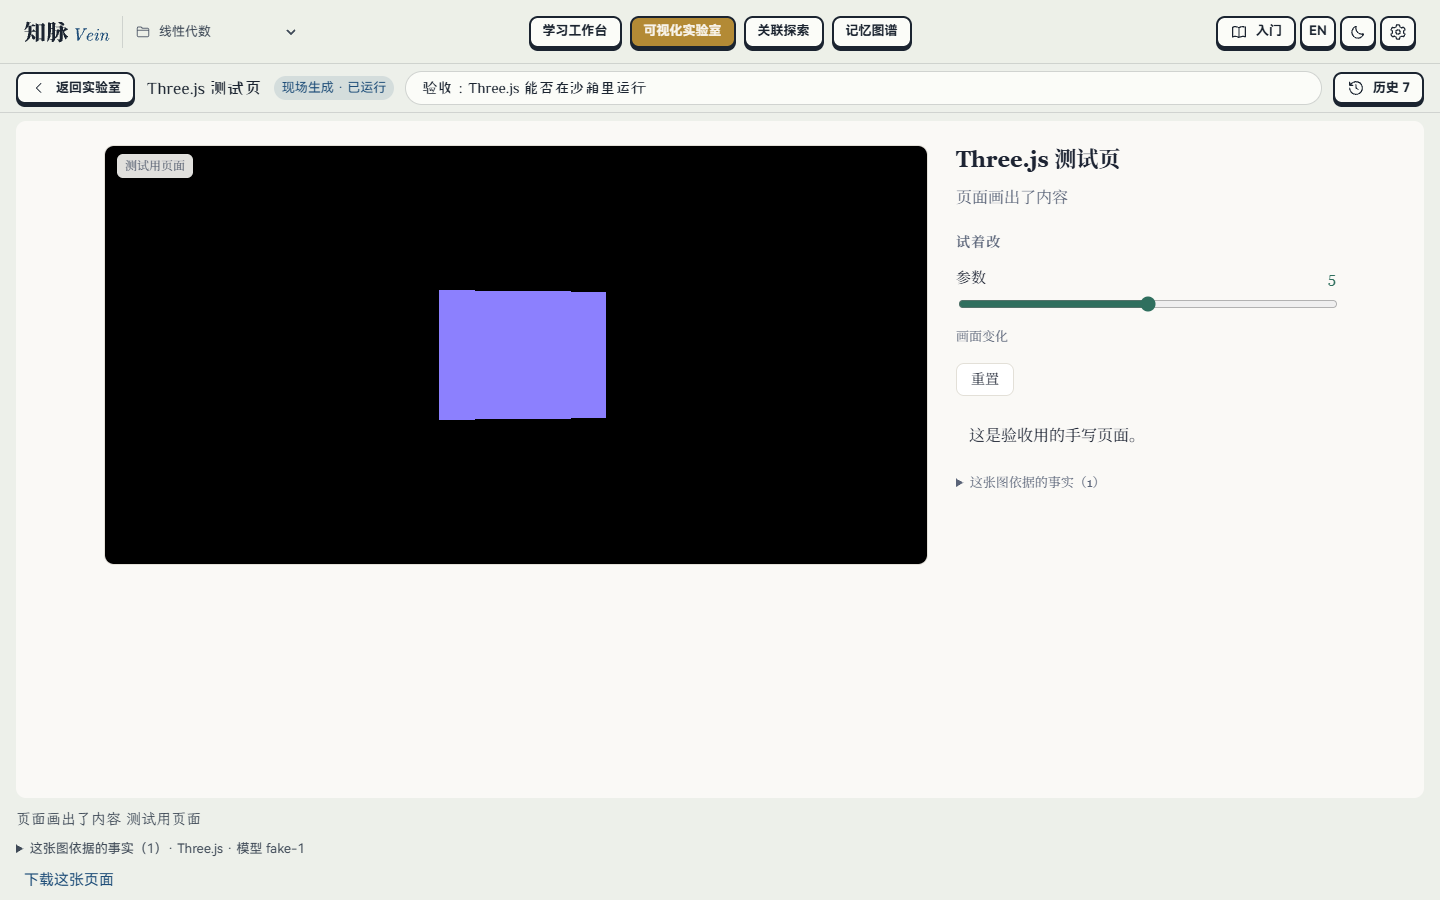 知脉 Vein
线性代数
学习工作台
可视化实验室
关联探索
记忆图谱
入门
EN
返回实验室
Three.js 测试页
现场生成 · 已运行
验收：Three.js 能否在沙箱里运行
历史 7
测试用页面
Three.js 测试页
页面画出了内容
试着改
参数 5
画面变化
重置
这是验收用的手写页面。
这张图依据的事实（1）
页面画出了内容 测试用页面
这张图依据的事实（1）· Three.js · 模型 fake-1
下载这张页面